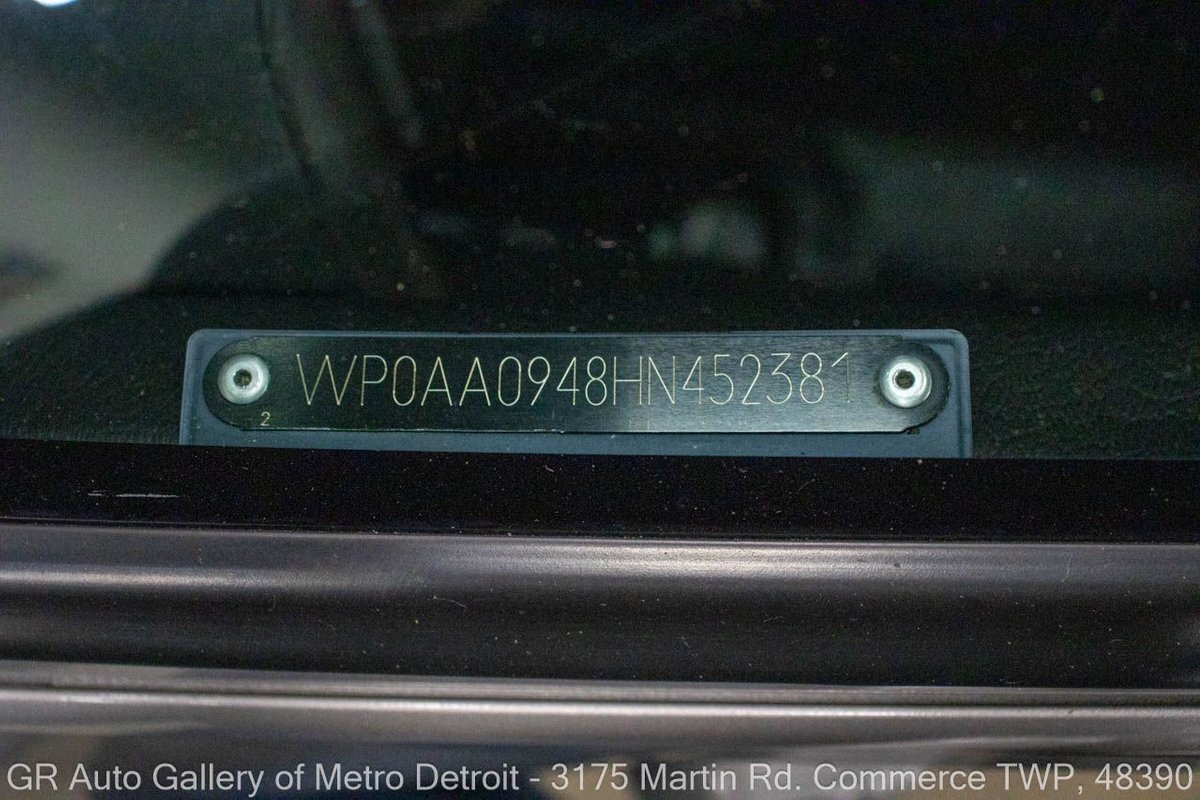 WP0AA0948HN452381
2
GR Auto Gallery of Metro Detroit - 3175 Martin Rd. Commerce TWP, 48390